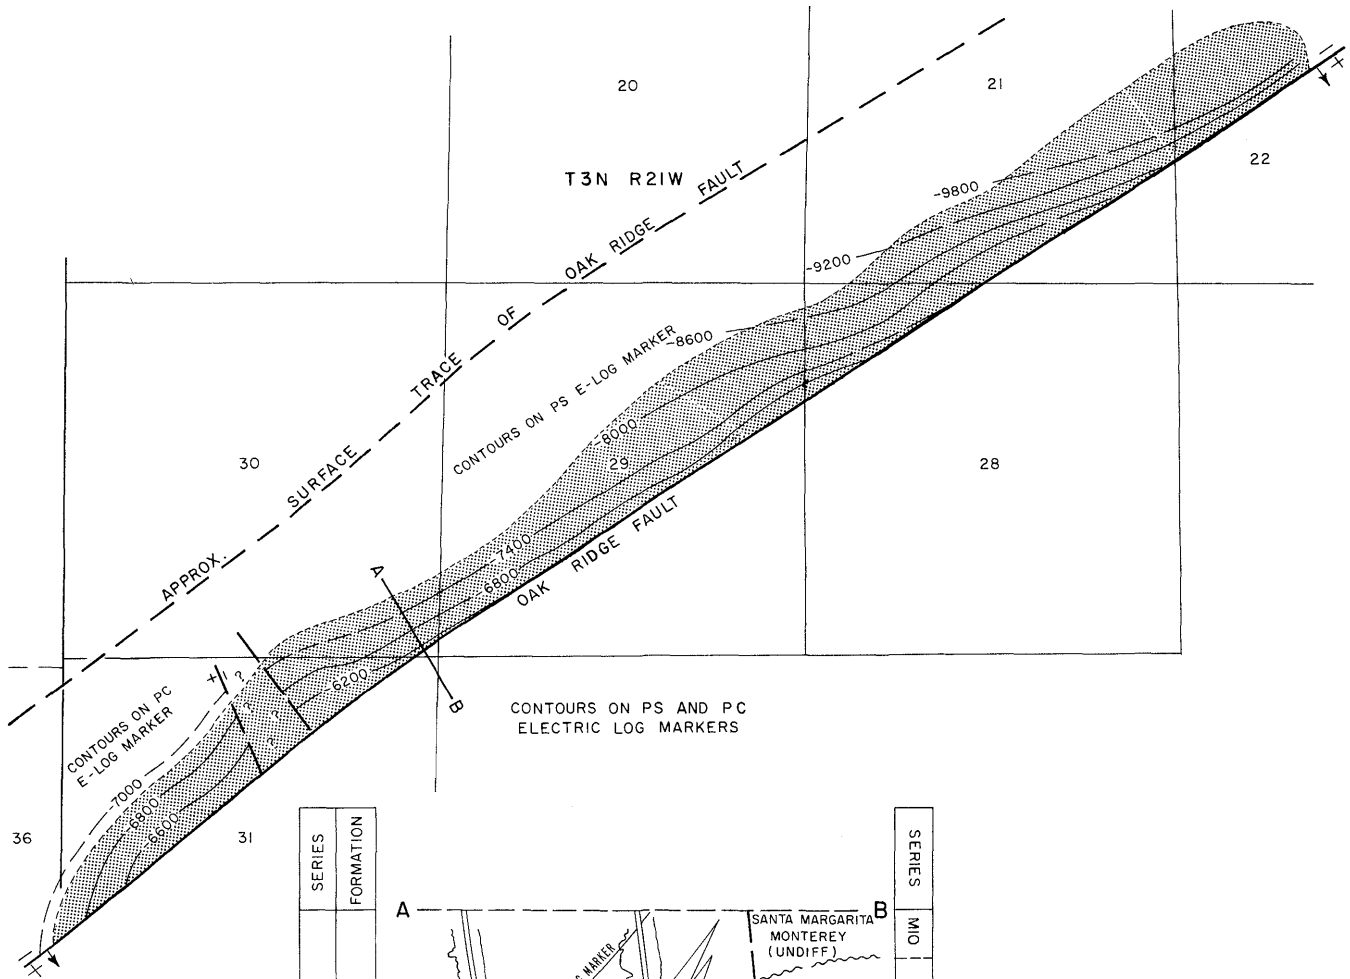 20
21
22
T3N R21W
APPROX. SURFACE TRACE OF OAK RIDGE FAULT
-9800
-9200
-8600
CONTOURS ON PS E-LOG MARKER
-8000
30
29
28
-7400
-6800
OAK RIDGE FAULT
A
-6200
B
+ -
?
?
?
?
CONTOURS ON PC
E-LOG MARKER
CONTOURS ON PS AND PC
ELECTRIC LOG MARKERS
-7000
-6800
-6600
36
31
SERIES
FORMATION
SERIES
A
B
SANTA MARGARITA
MONTEREY
(UNDIFF)
MIO
MARKER